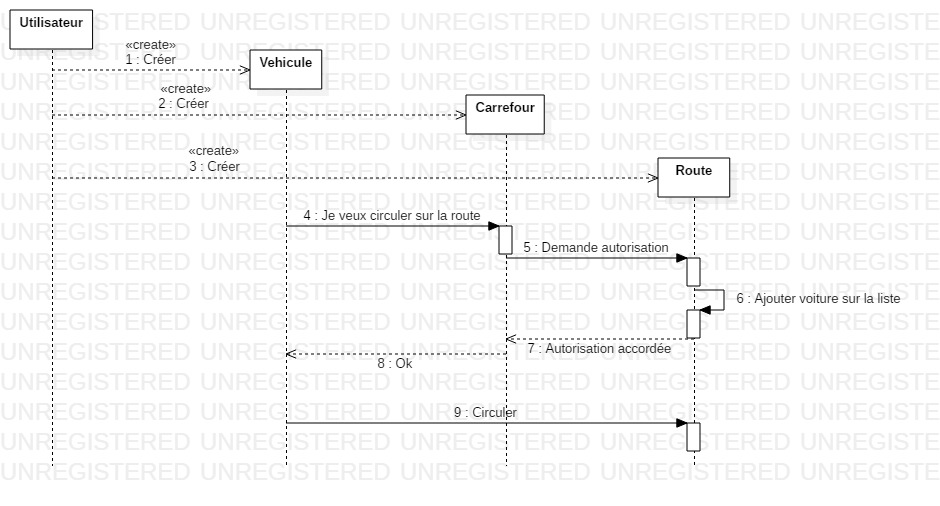 Utilisateur
«create»
1 : Créer
Vehicule
«create»
2 : Créer
Carrefour
«create»
3 : Créer
Route
4 : Je veux circuler sur la route
5 : Demande autorisation
6 : Ajouter voiture sur la liste
7 : Autorisation accordée
8 : Ok
9 : Circuler
UNREGISTERED UNREGISTERED UNREGISTERED UNREGISTERED UNREGISTE